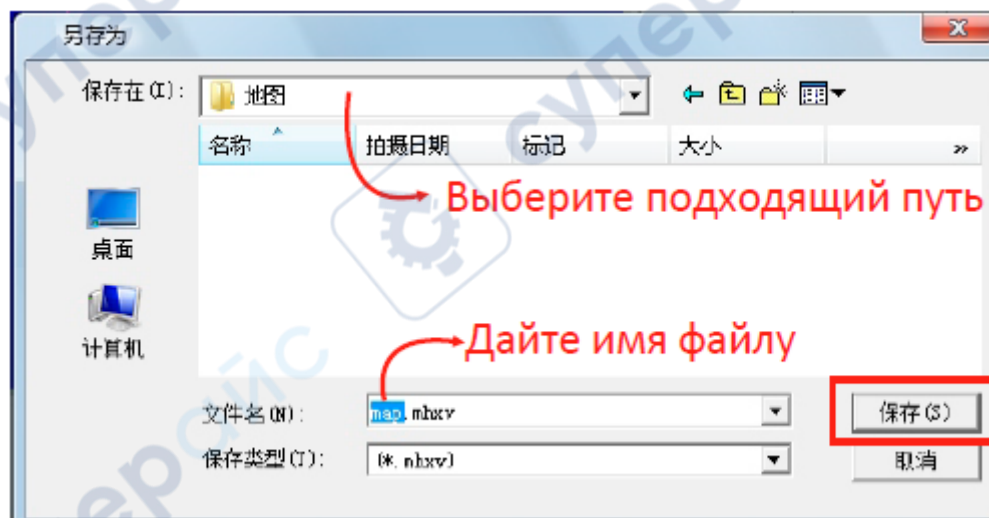 另存为
保存在(I):
地图
名称
拍摄日期
标记
大小
»
Выберите подходящий путь
桌面
计算机
Дайте имя файлу
文件名(N):
map.mhxv
保存(S)
保存类型(T):
(*.mhxv)
取消
суперайс